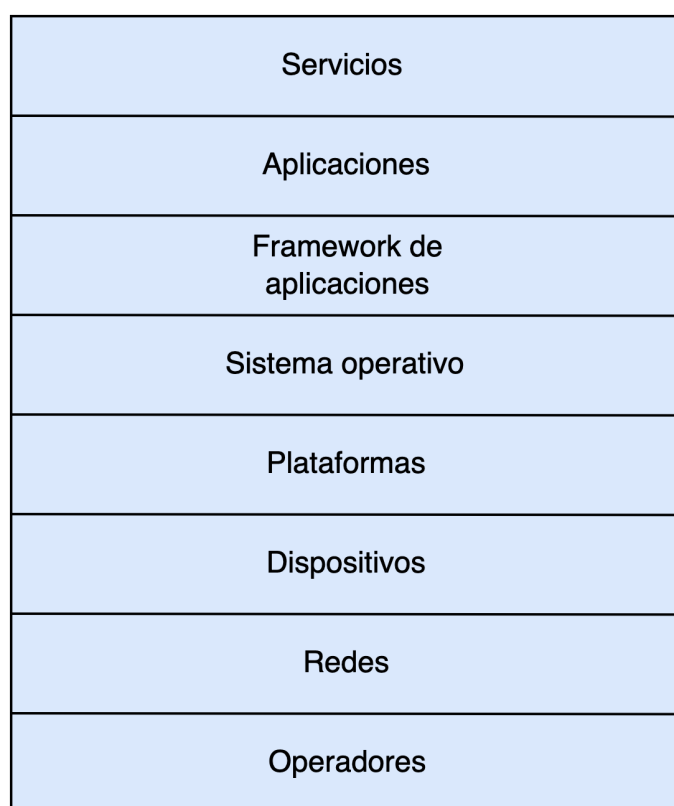 Servicios
Aplicaciones
Framework de
aplicaciones
Sistema operativo
Plataformas
Dispositivos
Redes
Operadores